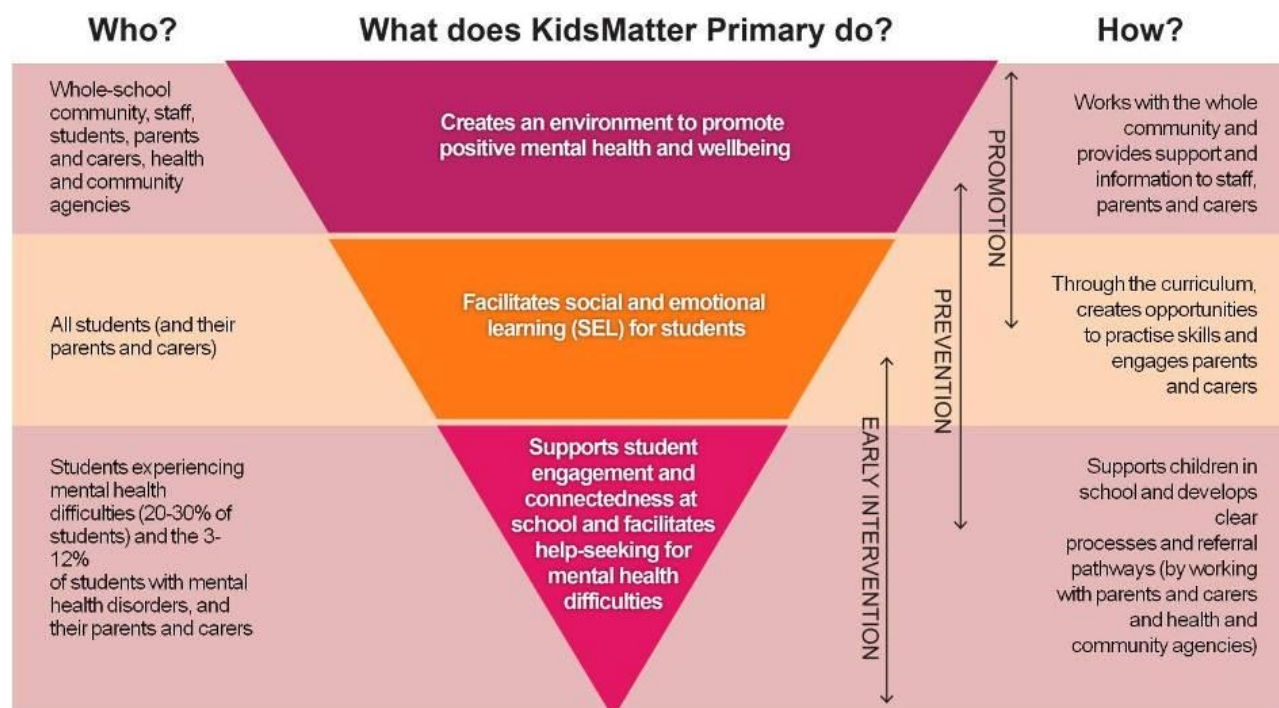 Who?
What does KidsMatter Primary do?
How?
Whole-school
community, staff,
students, parents
and carers, health
and community
agencies
Creates an environment to promote
positive mental health and wellbeing
PROMOTION
Works with the whole
community and
provides support and
information to staff,
parents and carers
All students (and their
parents and carers)
Facilitates social and emotional
learning (SEL) for students
PREVENTION
Through the curriculum,
creates opportunities
to practise skills and
engages parents
and carers
Students experiencing
mental health
difficulties (20-30% of
students) and the 3-
12%
of students with mental
health disorders, and
their parents and carers
Supports student
engagement and
connectedness at
school and facilitates
help-seeking for
mental health
difficulties
EARLY INTERVENTION
Supports children in
school and develops
clear
processes and referral
pathways (by working
with parents and carers
and health and
community agencies)